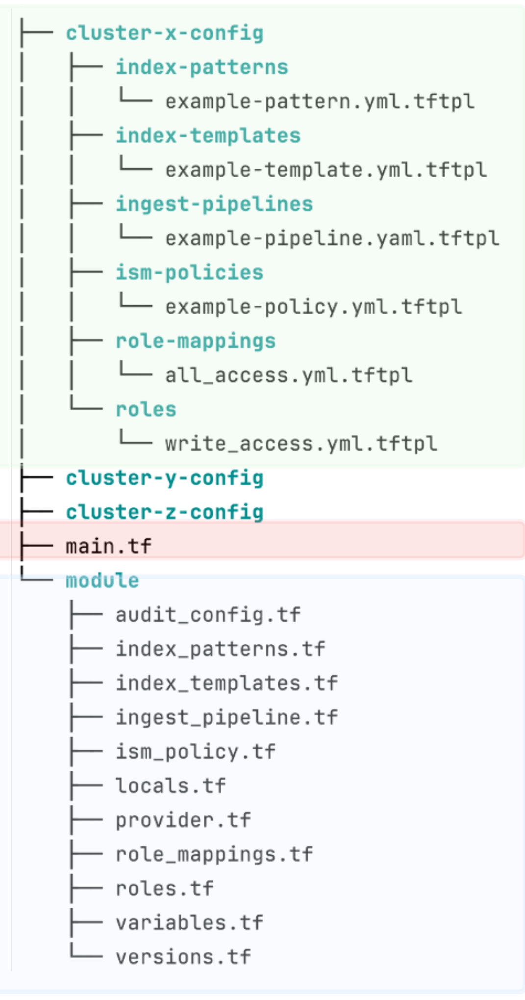 ├── cluster-x-config
│   ├── index-patterns
│   │   └── example-pattern.yml.tftpl
│   ├── index-templates
│   │   └── example-template.yml.tftpl
│   ├── ingest-pipelines
│   │   └── example-pipeline.yaml.tftpl
│   ├── ism-policies
│   │   └── example-policy.yml.tftpl
│   ├── role-mappings
│   │   └── all_access.yml.tftpl
│   └── roles
│       └── write_access.yml.tftpl
├── cluster-y-config
├── cluster-z-config
├── main.tf
└── module
    ├── audit_config.tf
    ├── index_patterns.tf
    ├── index_templates.tf
    ├── ingest_pipeline.tf
    ├── ism_policy.tf
    ├── locals.tf
    ├── provider.tf
    ├── role_mappings.tf
    ├── roles.tf
    ├── variables.tf
    └── versions.tf